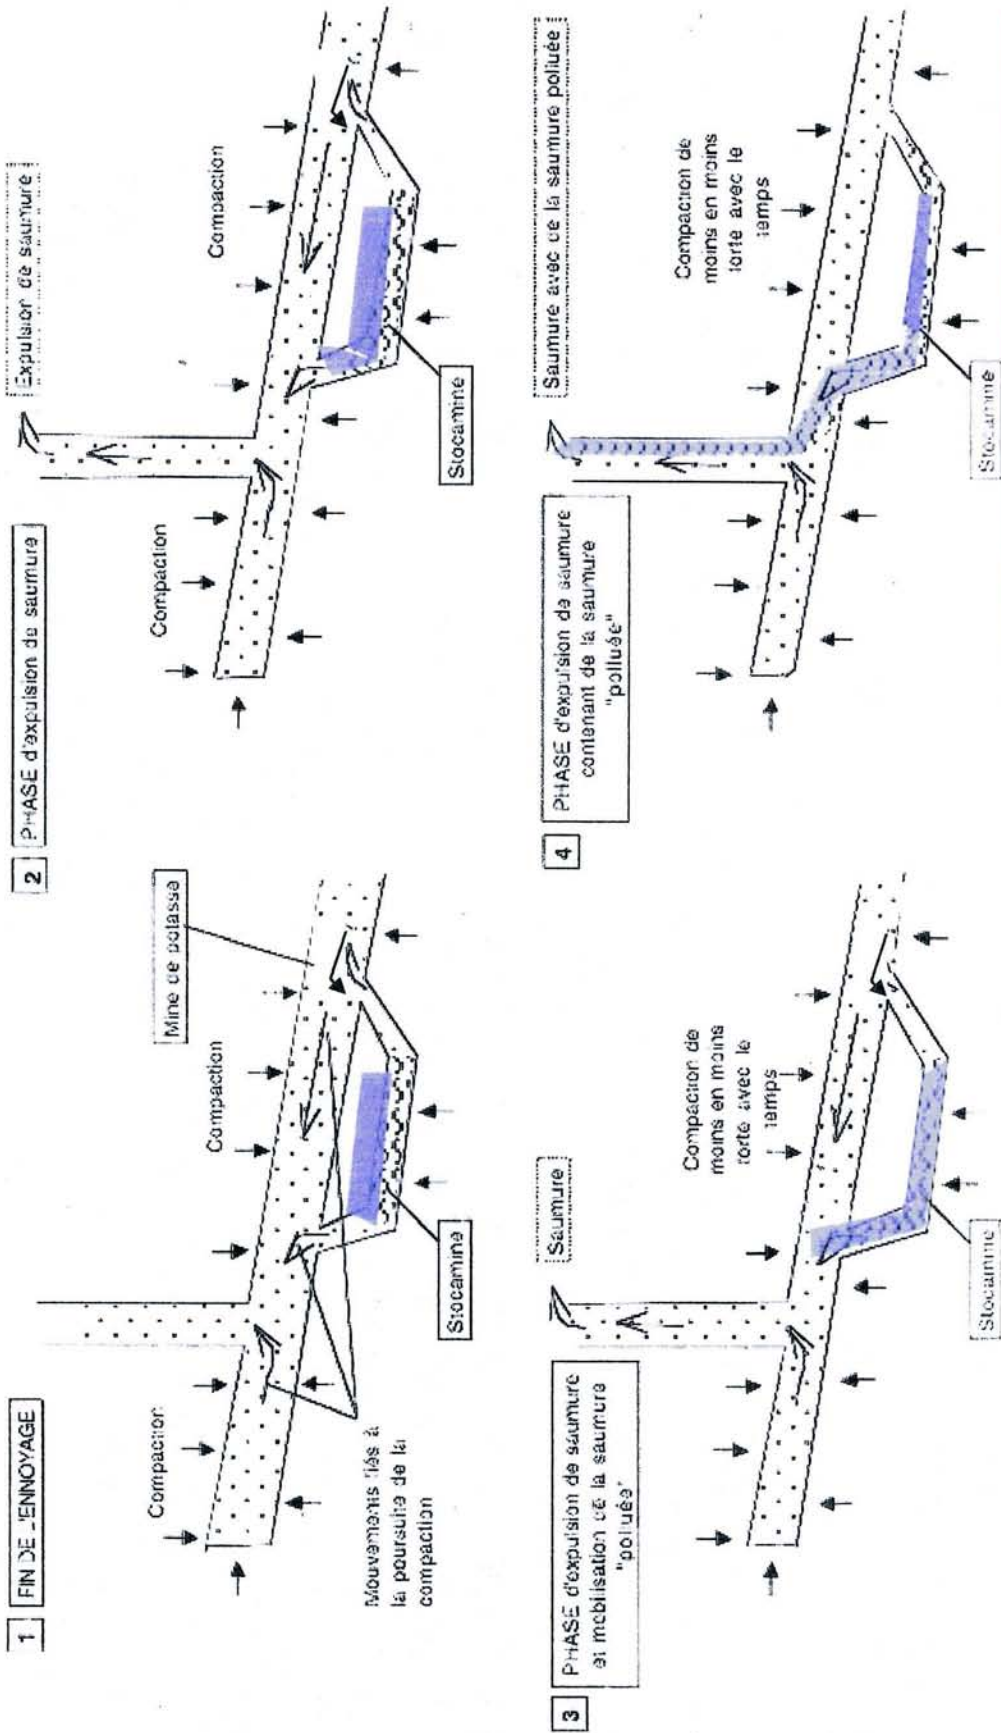 1 FIN DE L'ENNOYAGE
Compaction
Compaction
Mine de potasse
Stocamine
Mouvements liés à
la poursuite de la
compaction
2 PHASE d'expulsion de saumure
Expulsion de saumure
Compaction
Compaction
Stocamine
3 PHASE d'expulsion de saumure
et mobilisation de la saumure
"polluée"
Saumure
Compaction de
moins en moins
forte avec le
temps
Stocamine
4 PHASE d'expulsion de saumure
contenant de la saumure
"polluée"
Saumure avec de la saumure polluée
Compaction de
moins en moins
forte avec le
temps
Stocamine